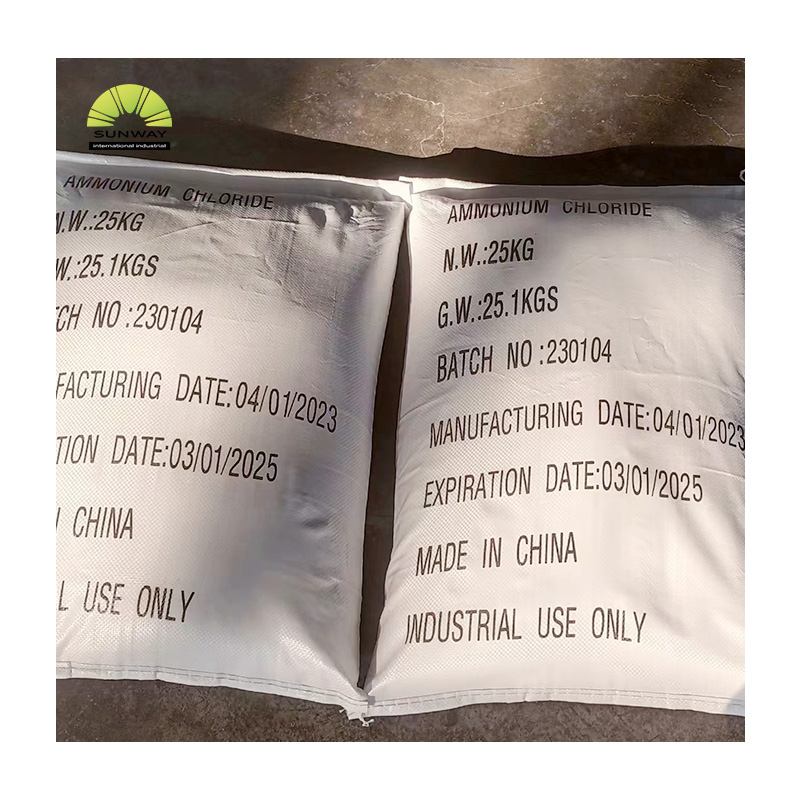 SUNWAY
international industrial
AMMONIUM CHLORIDE
N.W.:25KG
W.:25.1KGS
CH NO:230104
FACTURING DATE:04/01/2023
TION DATE:03/01/2025
CHINA
L USE ONLY
AMMONIUM CHLORIDE
N.W.:25KG
G.W.:25.1KGS
BATCH NO:230104
MANUFACTURING DATE:04/01/2023
EXPIRATION DATE:03/01/2025
MADE IN CHINA
INDUSTRIAL USE ONLY